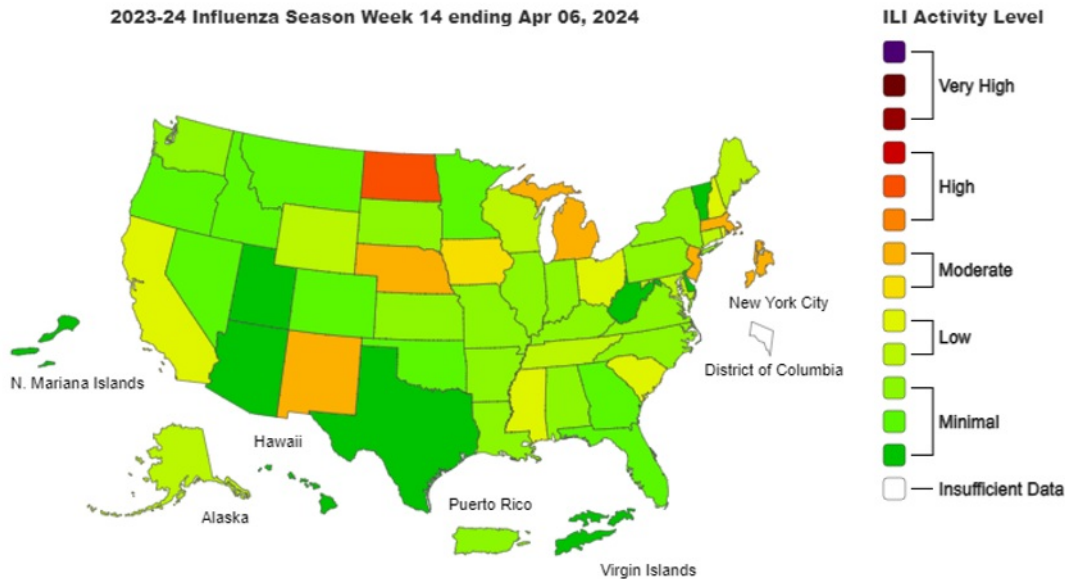 2023-24 Influenza Season Week 14 ending Apr 06, 2024
ILI Activity Level
Very High
High
Moderate
Low
Minimal
Insufficient Data
New York City
District of Columbia
N. Mariana Islands
Hawaii
Alaska
Puerto Rico
Virgin Islands